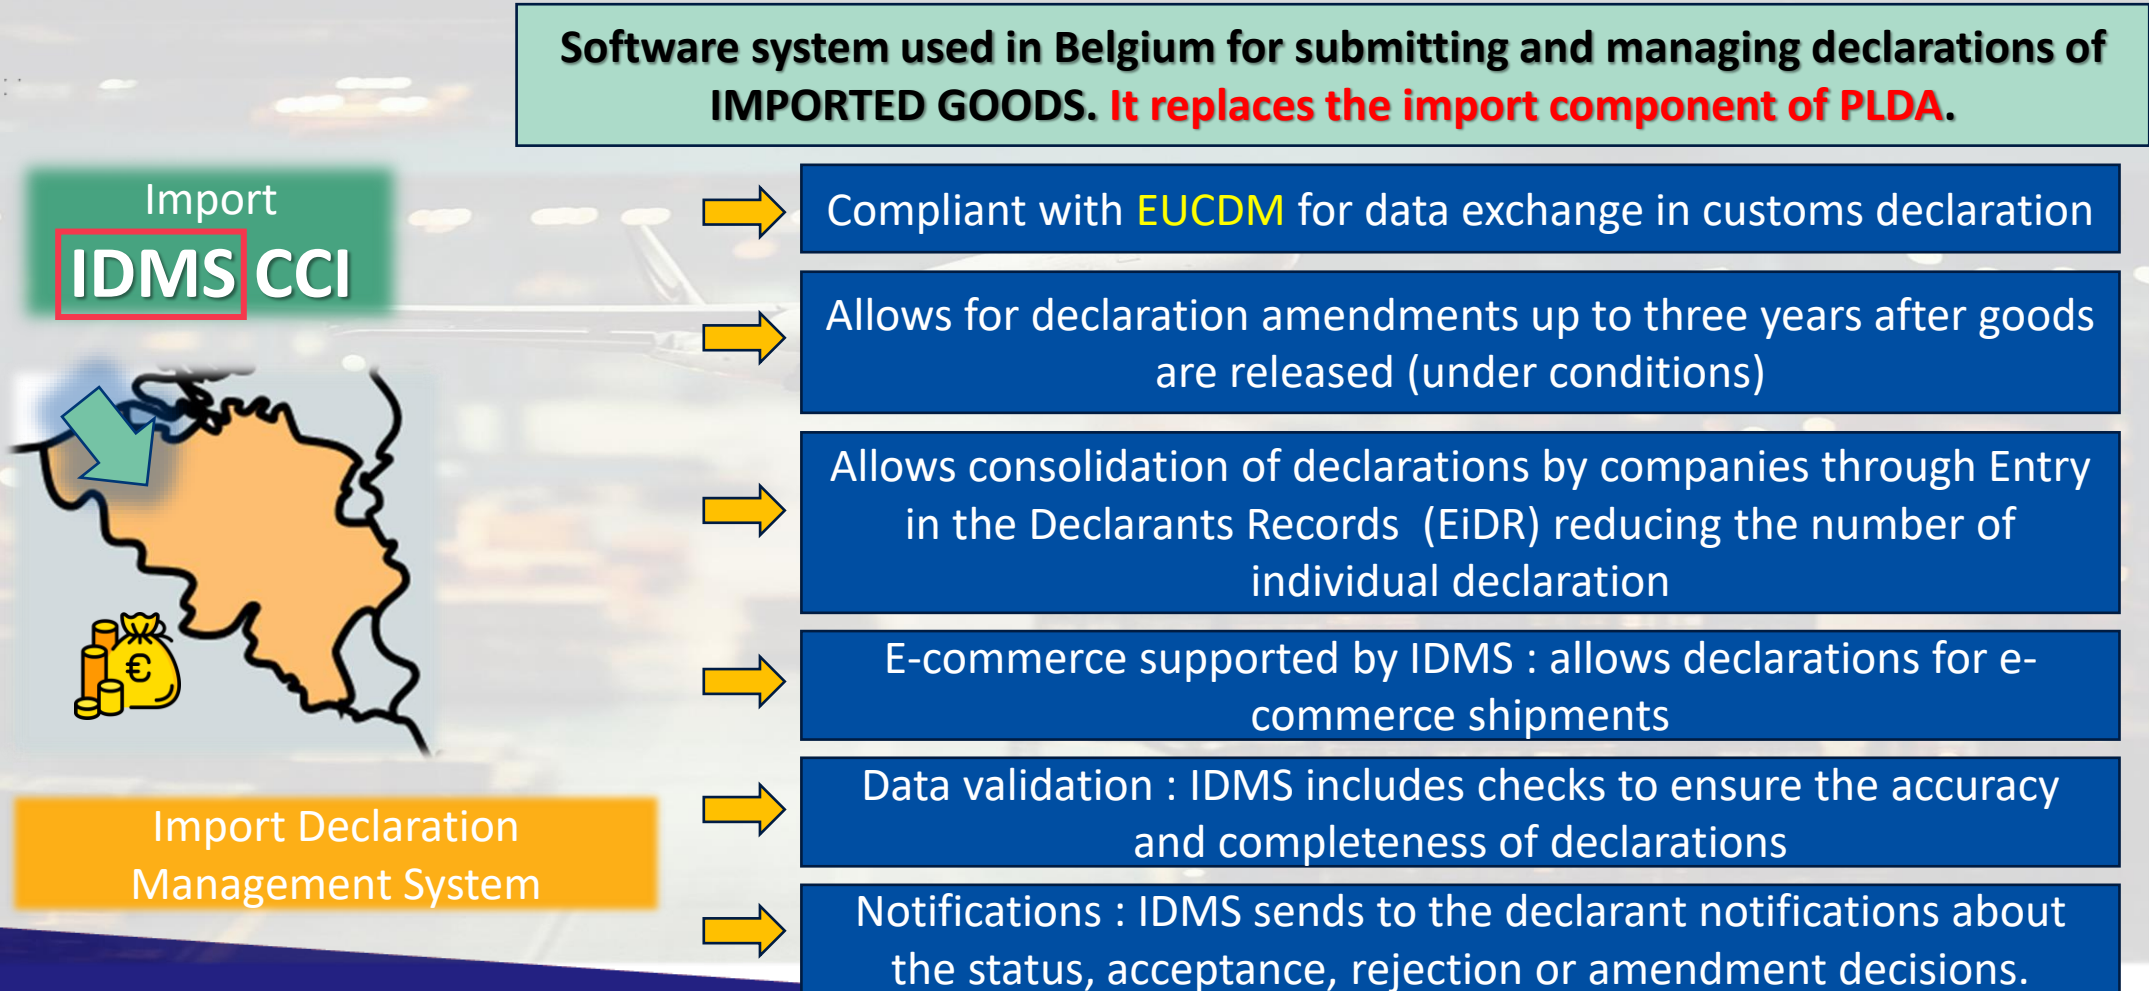 Software system used in Belgium for submitting and managing declarations of
IMPORTED GOODS. It replaces the import component of PLDA.
Import
IDMS CCI
Import Declaration
Management System
Compliant with EUCDM for data exchange in customs declaration
Allows for declaration amendments up to three years after goods
are released (under conditions)
Allows consolidation of declarations by companies through Entry
in the Declarants Records (EiDR) reducing the number of
individual declaration
E-commerce supported by IDMS : allows declarations for e-
commerce shipments
Data validation : IDMS includes checks to ensure the accuracy
and completeness of declarations
Notifications : IDMS sends to the declarant notifications about
the status, acceptance, rejection or amendment decisions.
€